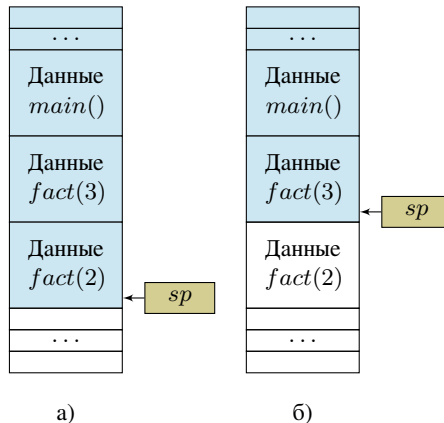 ...
Данные
main()
Данные
fact(3)
Данные
fact(2)
sp
...
а)
...
Данные
main()
Данные
fact(3)
sp
Данные
fact(2)
...
б)